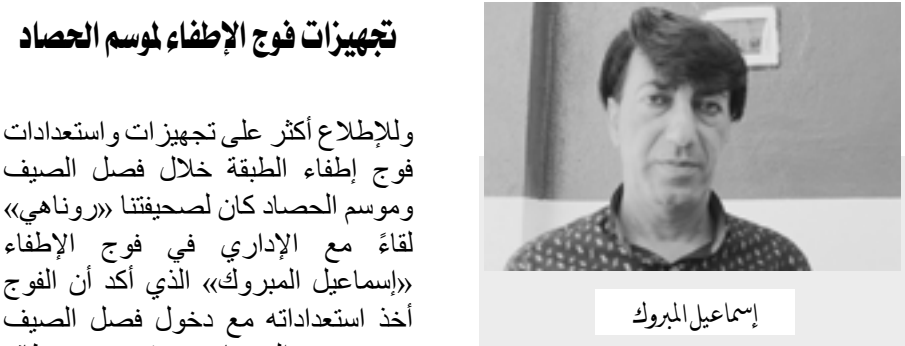 تجهيزات فوج الإطفاء لموسم الحصاد
وللإطلاع أكثر على تجهيزات واستعدادات
فوج إطفاء الطبقة خلال فصل الصيف
وموسم الحصاد كان لصحيفتنا «روناهي»
لقاءً مع الإداري في فوج الإطفاء
«إسماعيل المبروك» الذي أكد أن الفوج
أخذ استعداداته مع دخول فصل الصيف
إسماعيل المبروك